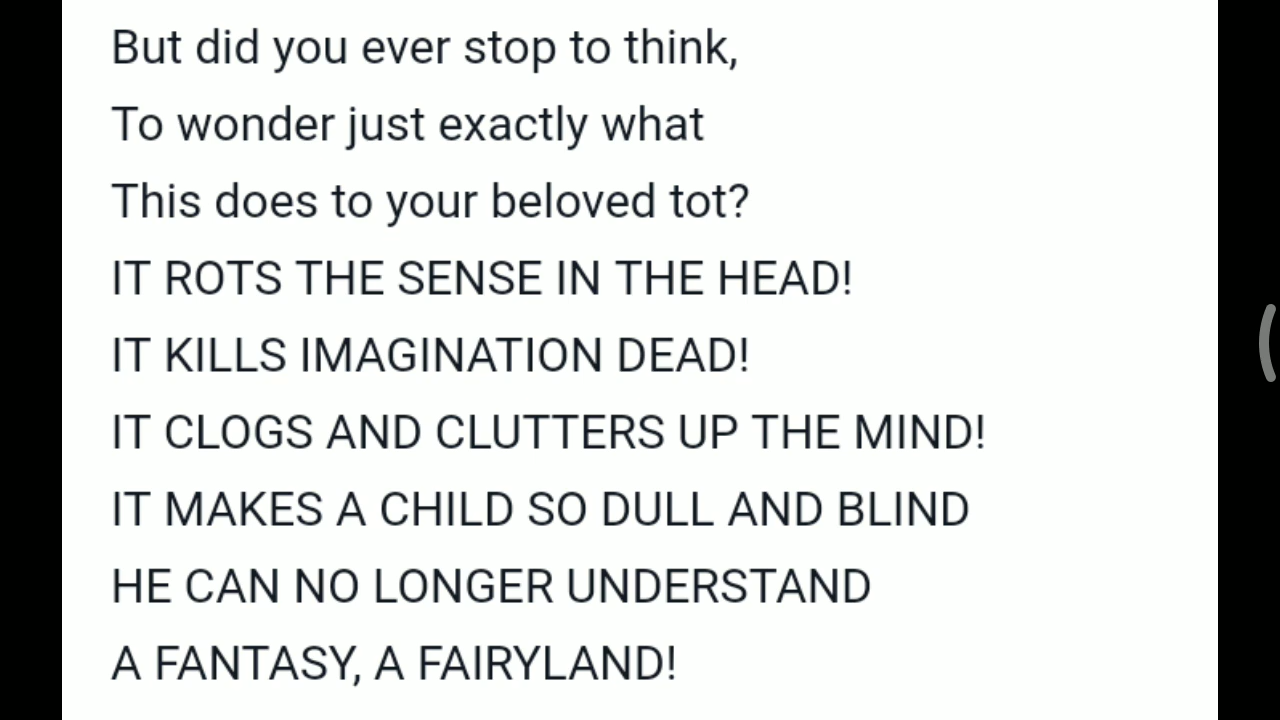 But did you ever stop to think,
To wonder just exactly what
This does to your beloved tot?
IT ROTS THE SENSE IN THE HEAD!
IT KILLS IMAGINATION DEAD!
IT CLOGS AND CLUTTERS UP THE MIND!
IT MAKES A CHILD SO DULL AND BLIND
HE CAN NO LONGER UNDERSTAND
A FANTASY, A FAIRYLAND!